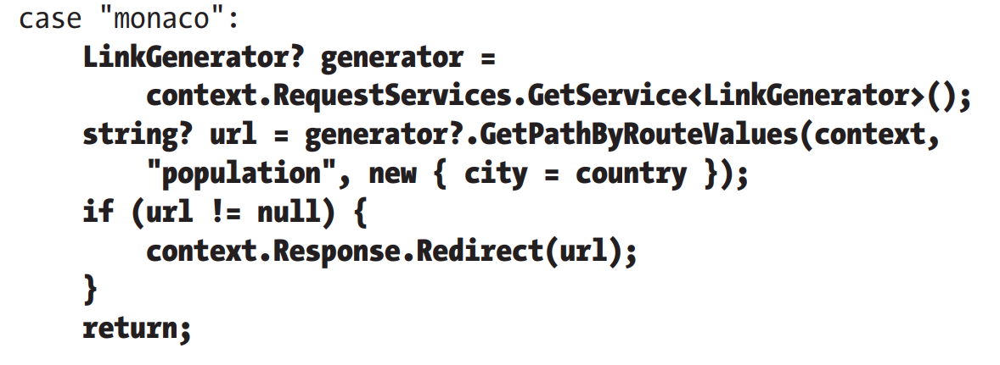 case "monaco":
    LinkGenerator? generator =
        context.RequestServices.GetService<LinkGenerator>();
    string? url = generator?.GetPathByRouteValues(context,
        "population", new { city = country });
    if (url != null) {
        context.Response.Redirect(url);
    }
    return;